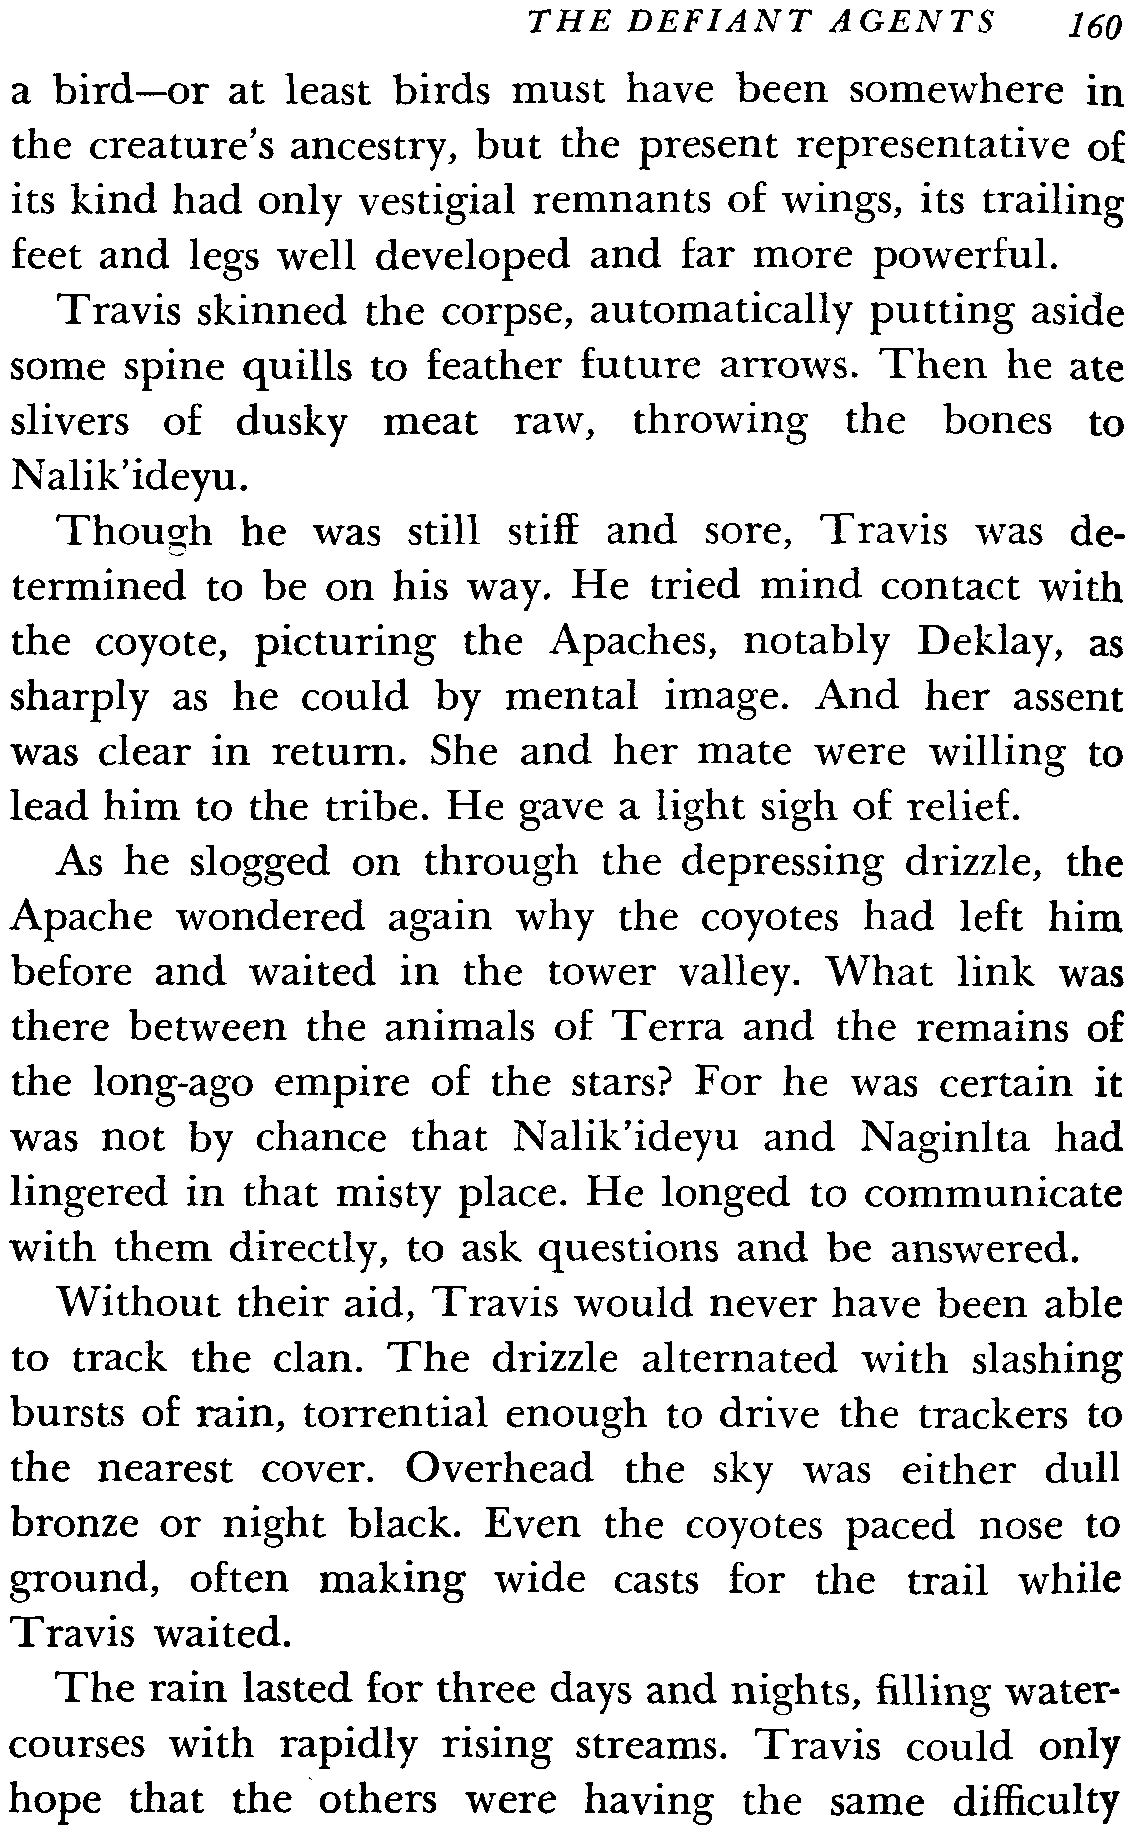 THE DEFIANT AGENTS 160
a bird—or at least birds must have been somewhere in
the creature's ancestry, but the present representative of
its kind had only vestigial remnants of wings, its trailing
feet and legs well developed and far more powerful.
Travis skinned the corpse, automatically putting aside
some spine quills to feather future arrows. Then he ate
slivers of dusky meat raw, throwing the bones to
Nalik'ideyu.
Though he was still stiff and sore, Travis was de-
termined to be on his way. He tried mind contact with
the coyote, picturing the Apaches, notably Deklay, as
sharply as he could by mental image. And her assent
was clear in return. She and her mate were willing to
lead him to the tribe. He gave a light sigh of relief.
As he slogged on through the depressing drizzle, the
Apache wondered again why the coyotes had left him
before and waited in the tower valley. What link was
there between the animals of Terra and the remains of
the long-ago empire of the stars? For he was certain it
was not by chance that Nalik'ideyu and Naginlta had
lingered in that misty place. He longed to communicate
with them directly, to ask questions and be answered.
Without their aid, Travis would never have been able
to track the clan. The drizzle alternated with slashing
bursts of rain, torrential enough to drive the trackers to
the nearest cover. Overhead the sky was either dull
bronze or night black. Even the coyotes paced nose to
ground, often making wide casts for the trail while
Travis waited.
The rain lasted for three days and nights, filling water-
courses with rapidly rising streams. Travis could only
hope that the others were having the same difficulty